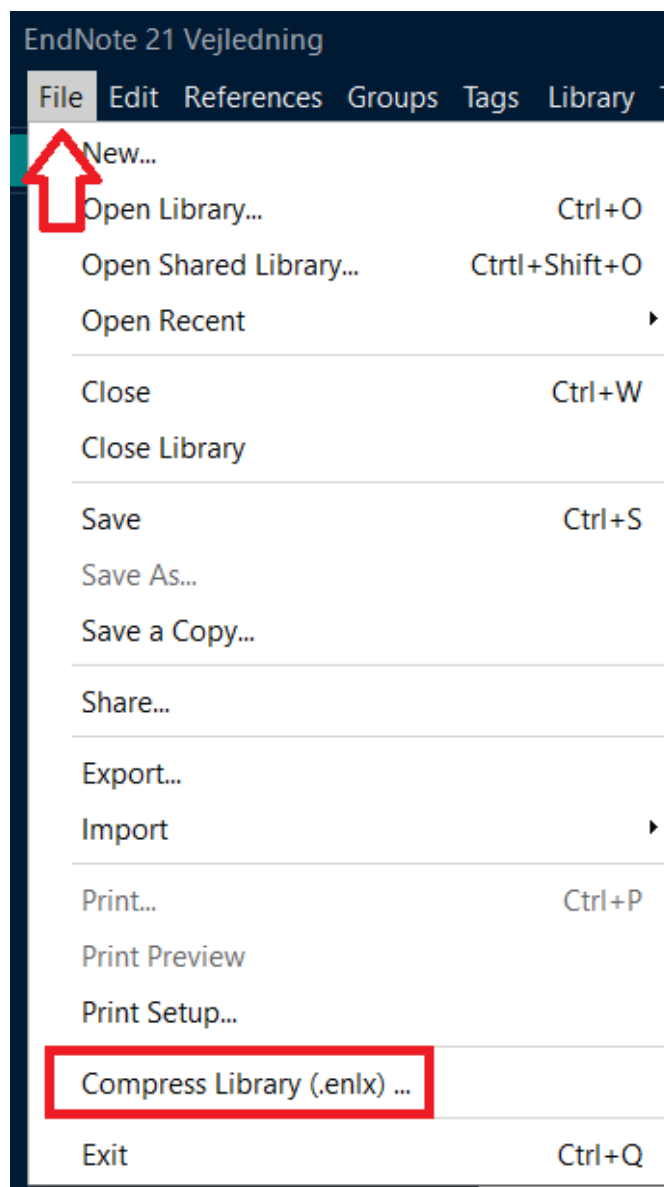 EndNote 21 Vejledning
File Edit References Groups Tags Library
New...
Open Library... Ctrl+O
Open Shared Library... Ctrtl+Shift+O
Open Recent
Close Ctrl+W
Close Library
Save Ctrl+S
Save As...
Save a Copy...
Share...
Export...
Import
Print... Ctrl+P
Print Preview
Print Setup...
Compress Library (.enlx) ...
Exit Ctrl+Q